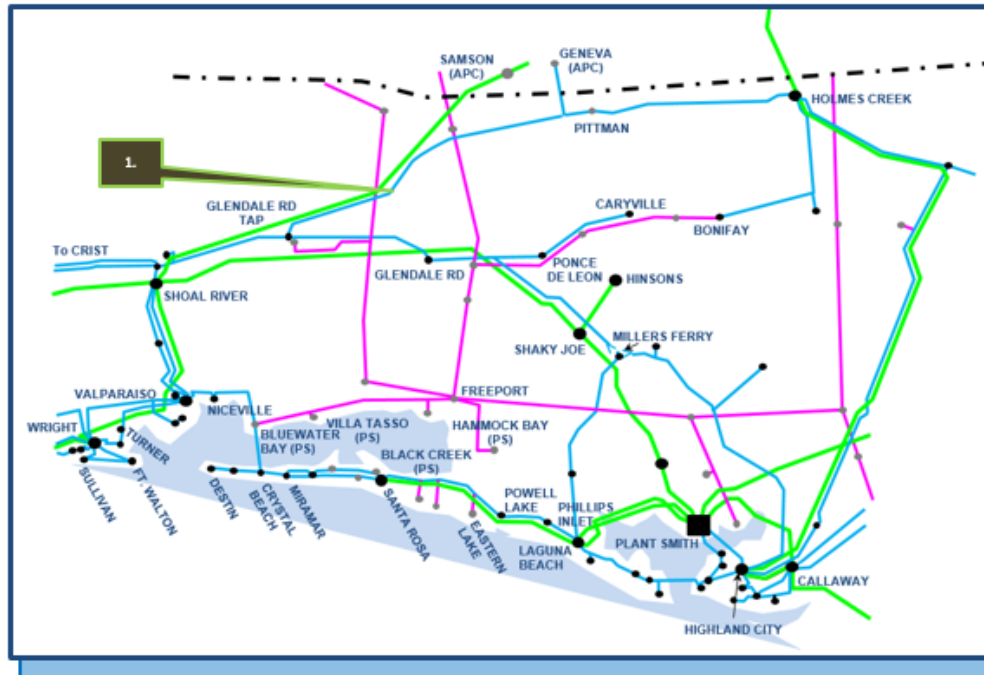 SAMSON
(APC)
GENEVA
(APC)
HOLMES CREEK
PITTMAN
1.
GLENDALE RD
TAP
CARYVILLE
BONIFAY
To CRIST
GLENDALE RD
PONCE
DE LEON
HINSONS
SHOAL RIVER
SHAKY JOE
MILLERS FERRY
VALPARAISO
NICEVILLE
FREEPORT
WRIGHT
TURNER
BLUEWATER
BAY (PS)
VILLA TASSO
(PS)
HAMMOCK BAY
(PS)
BLACK CREEK
(PS)
SULLIVAN
FT. WALTON
DESTIN
CRYSTAL
BEACH
MIRAMAR
SANTA ROSA
EASTERN
LAKE
POWELL
LAKE
PHILLIPS
INLET
LAGUNA
BEACH
PLANT SMITH
CALLAWAY
HIGHLAND CITY